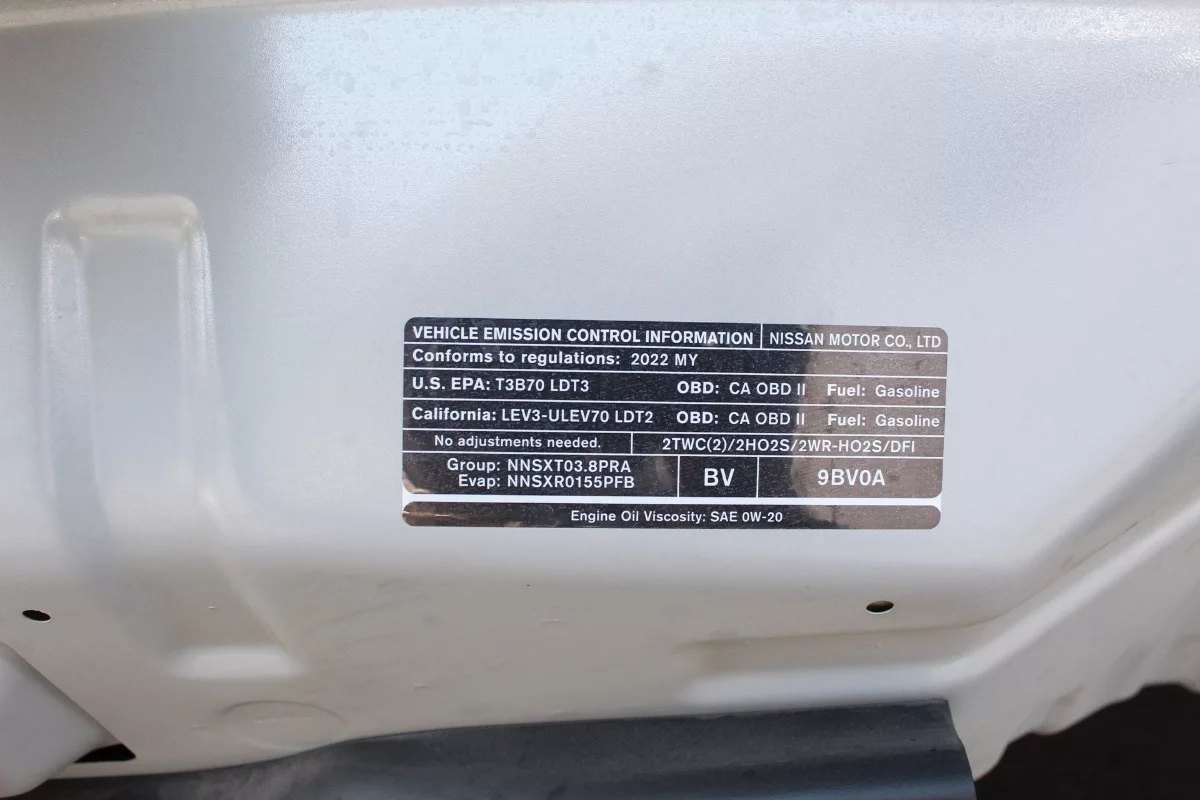 VEHICLE EMISSION CONTROL INFORMATION NISSAN MOTOR CO., LTD
Conforms to regulations: 2022 MY
U.S. EPA: T3B70 LDT3 OBD: CA OBD II Fuel: Gasoline
California: LEV3-ULEV70 LDT2 OBD: CA OBD II Fuel: Gasoline
No adjustments needed. 2TWC(2)/2HO2S/2WR-HO2S/DFI
Group: NNSXT03.8PRA
Evap: NNSXR0155PFB
BV 9BV0A
Engine Oil Viscosity: SAE 0W-20